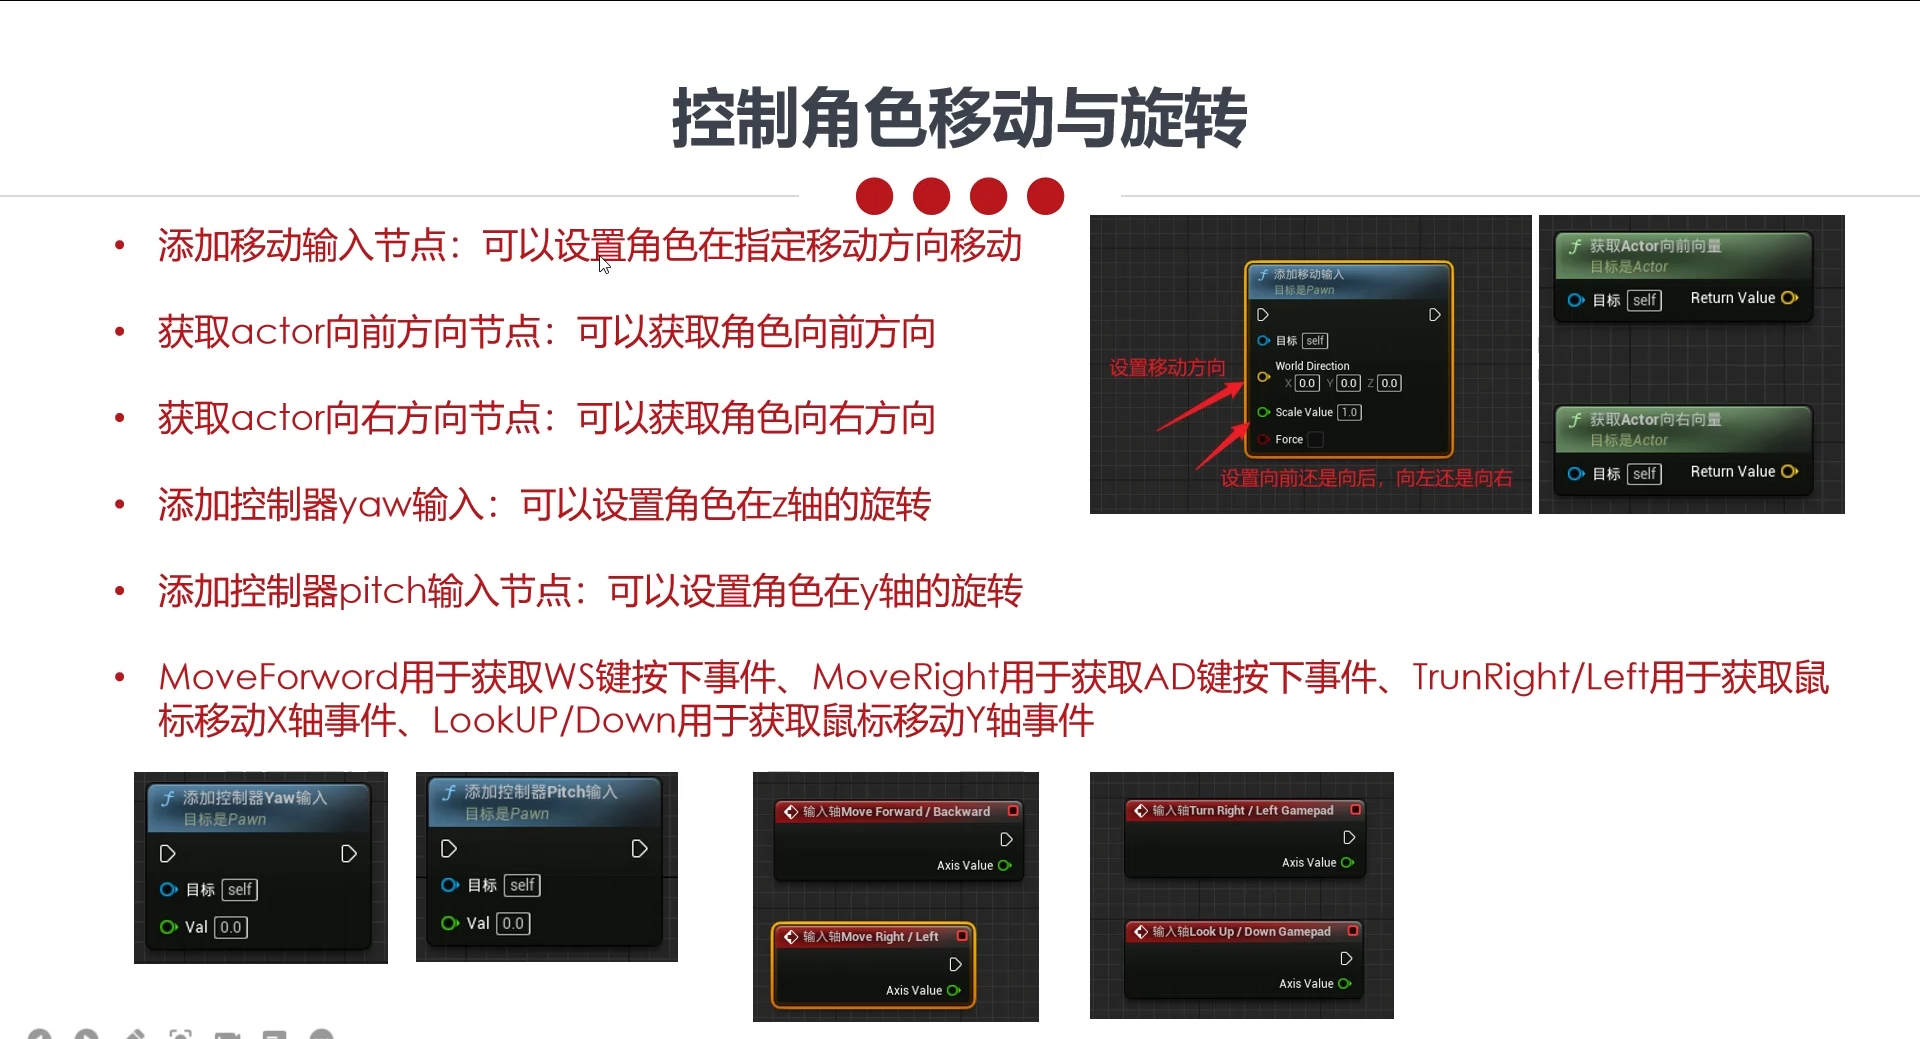 控制角色移动与旋转
• 添加移动输入节点：可以设置角色在指定移动方向移动
• 获取actor向前方向节点：可以获取角色向前方向
• 获取actor向右方向节点：可以获取角色向右方向
• 添加控制器yaw输入：可以设置角色在z轴的旋转
• 添加控制器pitch输入节点：可以设置角色在y轴的旋转
• MoveForword用于获取WS键按下事件、MoveRight用于获取AD键按下事件、TrunRight/Left用于获取鼠
标移动X轴事件、LookUP/Down用于获取鼠标移动Y轴事件
添加移动输入
目标是Pawn
目标 self
World Direction
X 0.0 Y 0.0 Z 0.0
Scale Value 1.0
Force
设置移动方向
设置向前还是向后，向左还是向右
获取Actor向前向量
目标是Actor
目标 self Return Value
获取Actor向右向量
目标是Actor
目标 self Return Value
添加控制器Yaw输入
目标是Pawn
目标 self
Val 0.0
添加控制器Pitch输入
目标是Pawn
目标 self
Val 0.0
输入轴Move Forward / Backward
Axis Value
输入轴Move Right / Left
Axis Value
输入轴Turn Right / Left Gamepad
Axis Value
输入轴Look Up / Down Gamepad
Axis Value